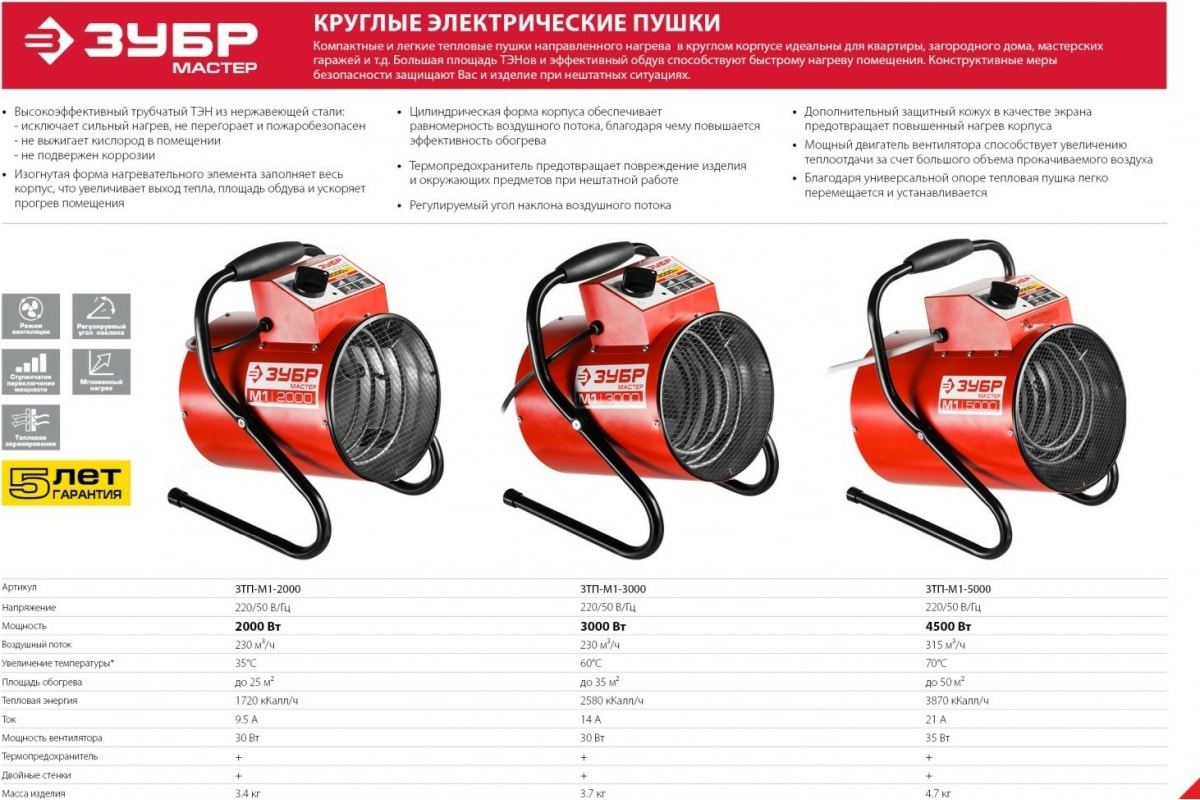 ЗУБР
МАСТЕР
КРУГЛЫЕ ЭЛЕКТРИЧЕСКИЕ ПУШКИ
Компактные и легкие тепловые пушки направленного нагрева в круглом корпусе идеальны для квартиры, загородного дома, мастерских
гаражей и т.д. Большая площадь ТЭНов и эффективный обдув способствуют быстрому нагреву помещения. Конструктивные меры
безопасности защищают Вас и изделие при нештатных ситуациях.
• Высокоэффективный трубчатый ТЭН из нержавеющей стали:
- исключает сильный нагрев, не перегорает и пожаробезопасен
- не выжигает кислород в помещении
- не подвержен коррозии
• Изогнутая форма нагревательного элемента заполняет весь
корпус, что увеличивает выход тепла, площадь обдува и ускоряет
прогрев помещения
• Цилиндрическая форма корпуса обеспечивает
равномерность воздушного потока, благодаря чему повышается
эффективность обогрева
• Термопредохранитель предотвращает повреждение изделия
и окружающих предметов при нештатной работе
• Регулируемый угол наклона воздушного потока
• Дополнительный защитный кожух в качестве экрана
предотвращает повышенный нагрев корпуса
• Мощный двигатель вентилятора способствует увеличению
теплоотдачи за счет большого объема прокачиваемого воздуха
• Благодаря универсальной опоре тепловая пушка легко
перемещается и устанавливается
Режим
вентиляции
Регулируемый
угол наклона
Ступенчатое
переключение
мощности
Мгновенный
нагрев
Тепловое
экранирование
5 ЛЕТ
ГАРАНТИЯ
ЗУБР
ЗУБР
МАСТЕР
М1 2000
ЗУБР
ЗУБР
МАСТЕР
М1 3000
ЗУБР
ЗУБР
МАСТЕР
М1 5000
Артикул ЗТП-М1-2000 ЗТП-М1-3000 ЗТП-М1-5000
Напряжение 220/50 В/Гц 220/50 В/Гц 220/50 В/Гц
Мощность 2000 Вт 3000 Вт 4500 Вт
Воздушный поток 230 м³/ч 230 м³/ч 315 м³/ч
Увеличение температуры* 35°С 60°С 70°С
Площадь обогрева до 25 м² до 35 м² до 50 м²
Тепловая энергия 1720 кКалл/ч 2580 кКалл/ч 3870 кКалл/ч
Ток 9.5 А 14 А 21 А
Мощность вентилятора 30 Вт 30 Вт 35 Вт
Термопредохранитель + + +
Двойные стенки + + +
Масса изделия 3.4 кг 3.7 кг 4.7 кг